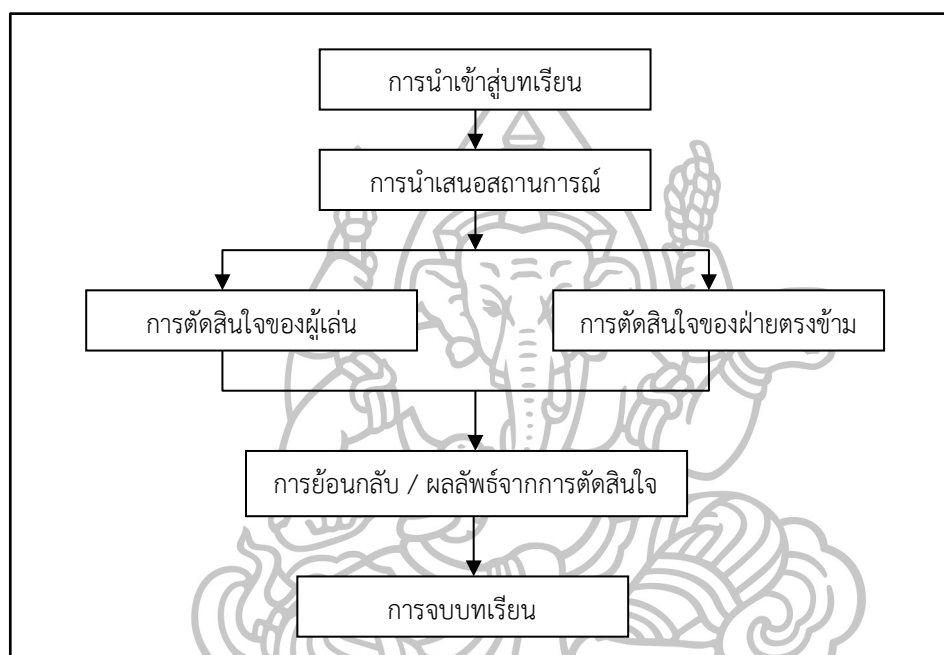 การนำเข้าสู่บทเรียน
การนำเสนอสถานการณ์
การตัดสินใจของผู้เล่น
การตัดสินใจของฝ่ายตรงข้าม
การย้อนกลับ / ผลลัพธ์จากการตัดสินใจ
การจบบทเรียน